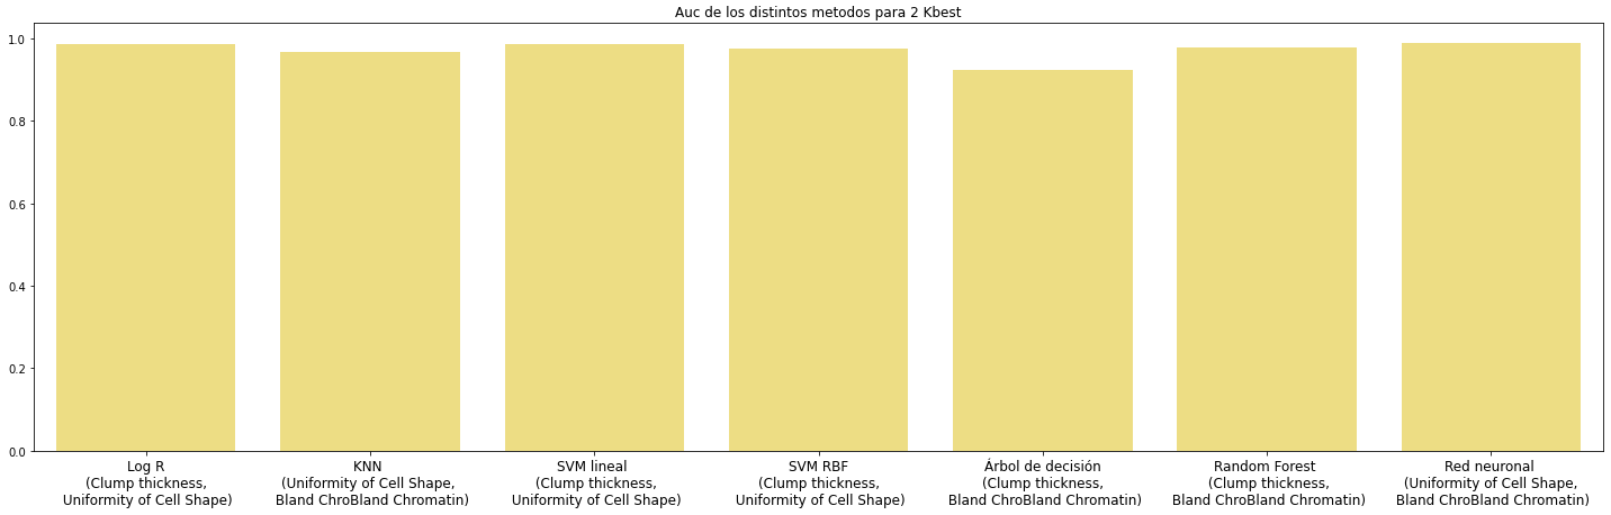 Auc de los distintos metodos para 2 Kbest
1.0
0.8
0.6
0.4
0.2
0.0
Log R
(Clump thickness,
Uniformity of Cell Shape)
KNN
(Uniformity of Cell Shape,
Bland ChroBland Chromatin)
SVM lineal
(Clump thickness,
Uniformity of Cell Shape)
SVM RBF
(Clump thickness,
Uniformity of Cell Shape)
Árbol de decisión
(Clump thickness,
Bland ChroBland Chromatin)
Random Forest
(Clump thickness,
Bland ChroBland Chromatin)
Red neuronal
(Uniformity of Cell Shape,
Bland ChroBland Chromatin)